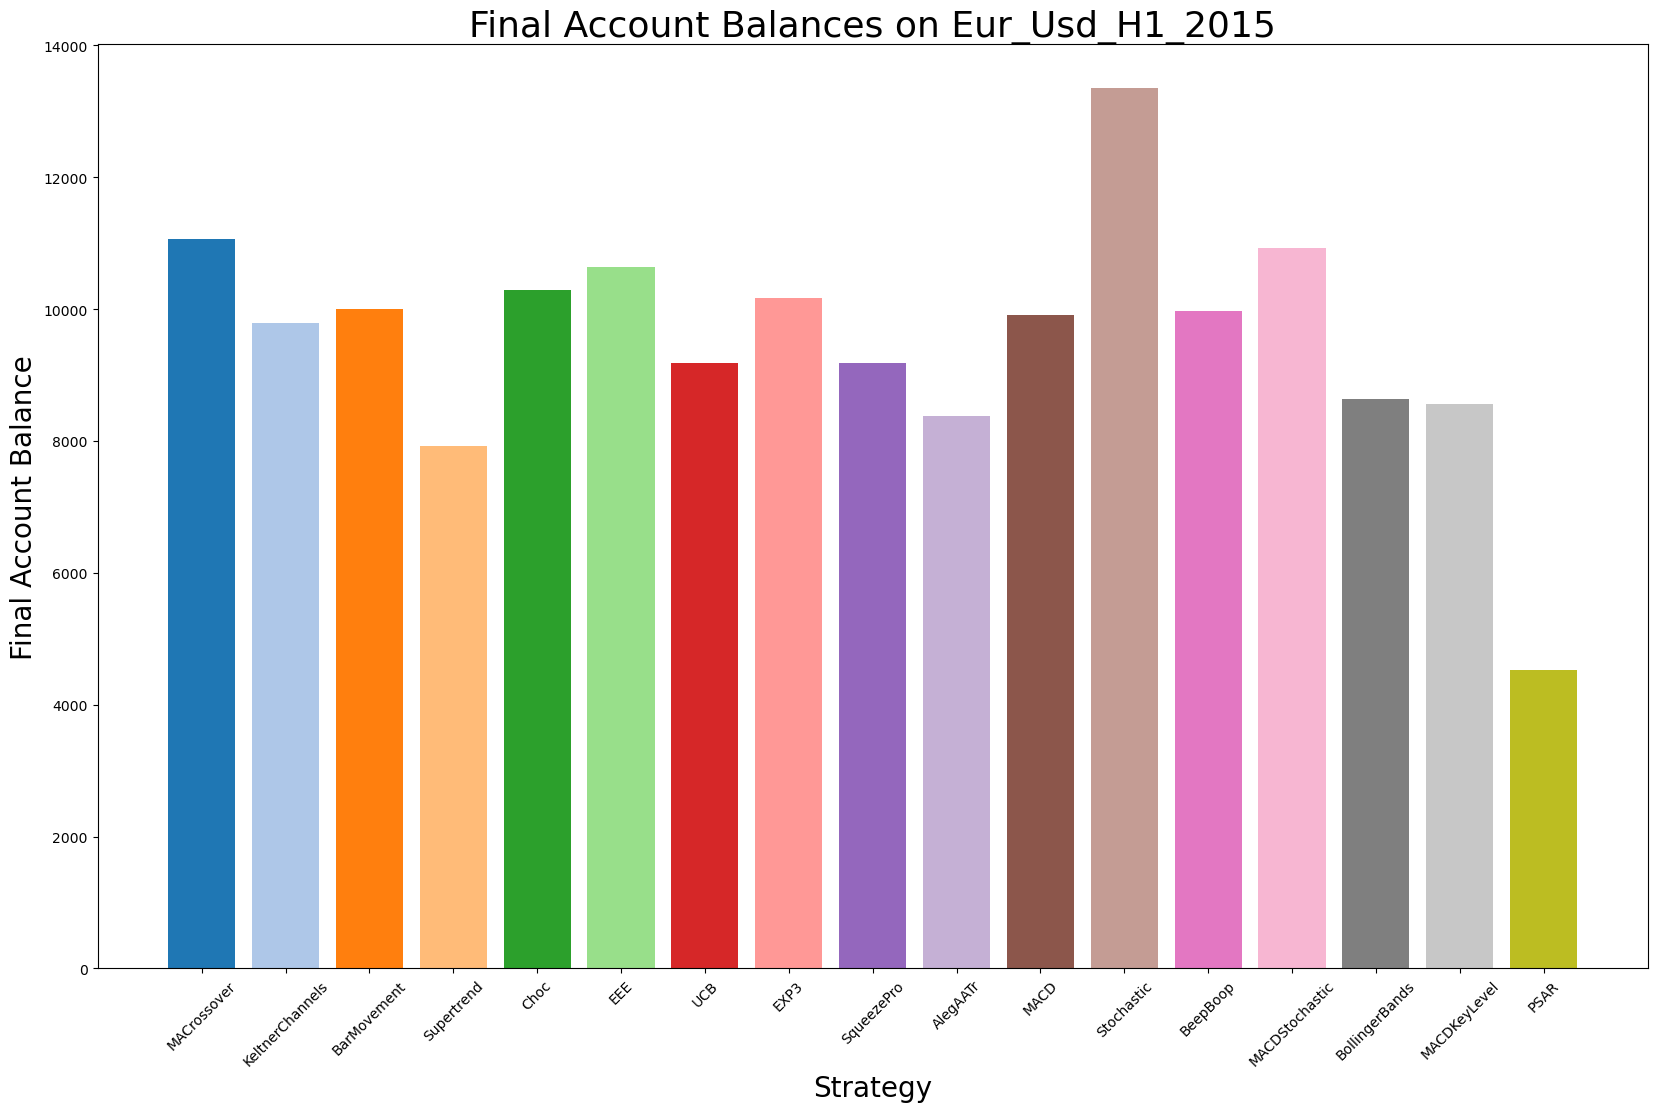 Final Account Balances on Eur_Usd_H1_2015
Final Account Balance
14000
12000
10000
8000
6000
4000
2000
0
MACrossover
KeltnerChannels
BarMovement
Supertrend
Choc
EEE
UCB
EXP3
SqueezePro
AlegAATr
MACD
Stochastic
BeepBoop
MACDStochastic
BollingerBands
MACDKeyLevel
PSAR
Strategy